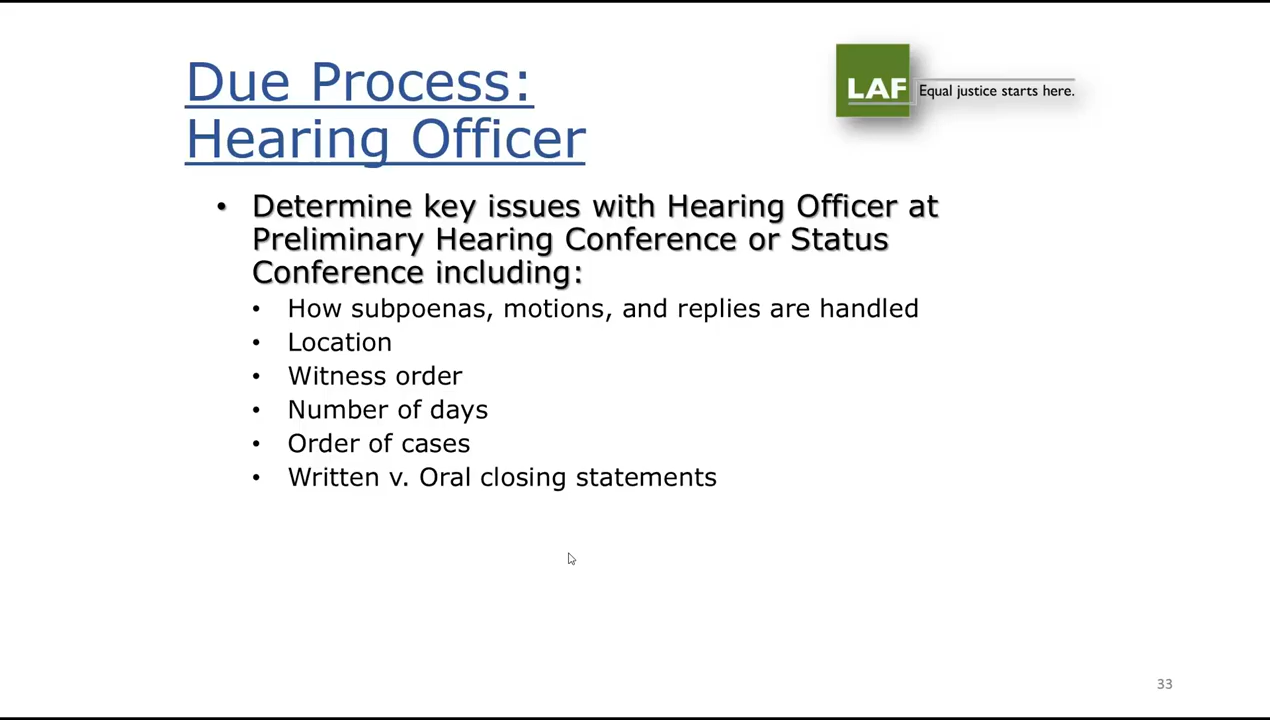 Due Process:
Hearing Officer
LAF
Equal justice starts here.
• Determine key issues with Hearing Officer at
Preliminary Hearing Conference or Status
Conference including:
• How subpoenas, motions, and replies are handled
• Location
• Witness order
• Number of days
• Order of cases
• Written v. Oral closing statements
33